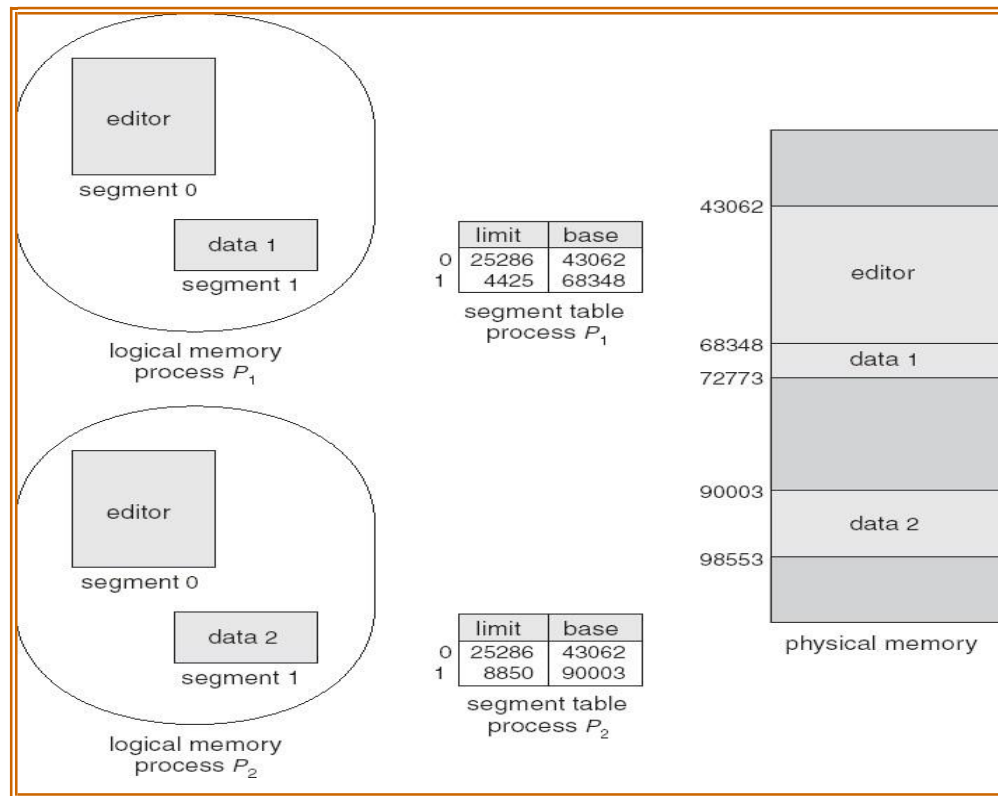 editor
segment 0
data 1
segment 1
logical memory
process P1
limit base
0 25286 43062
1 4425 68348
segment table
process P1
editor
segment 0
data 2
segment 1
logical memory
process P2
limit base
0 25286 43062
1 8850 90003
segment table
process P2
43062
editor
68348
data 1
72773
90003
data 2
98553
physical memory